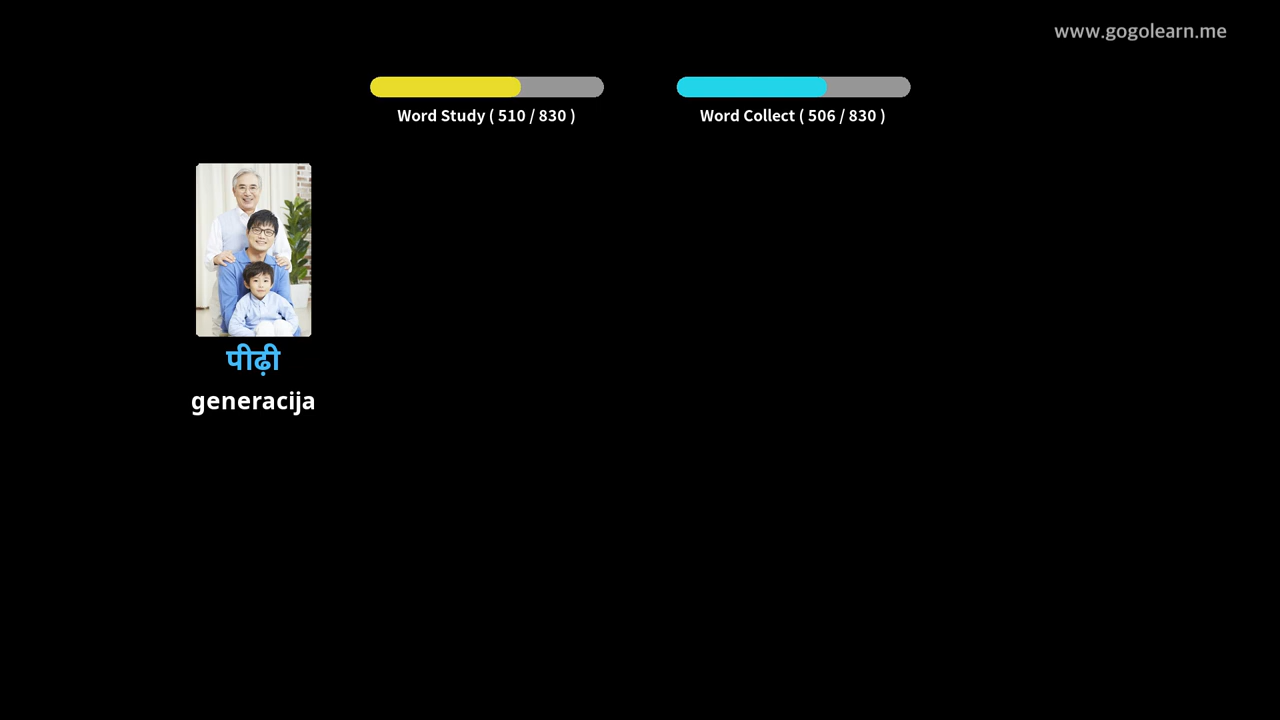 www.gogolearn.me
Word Study ( 510 / 830 )
Word Collect ( 506 / 830 )
पीढ़ी
generacija